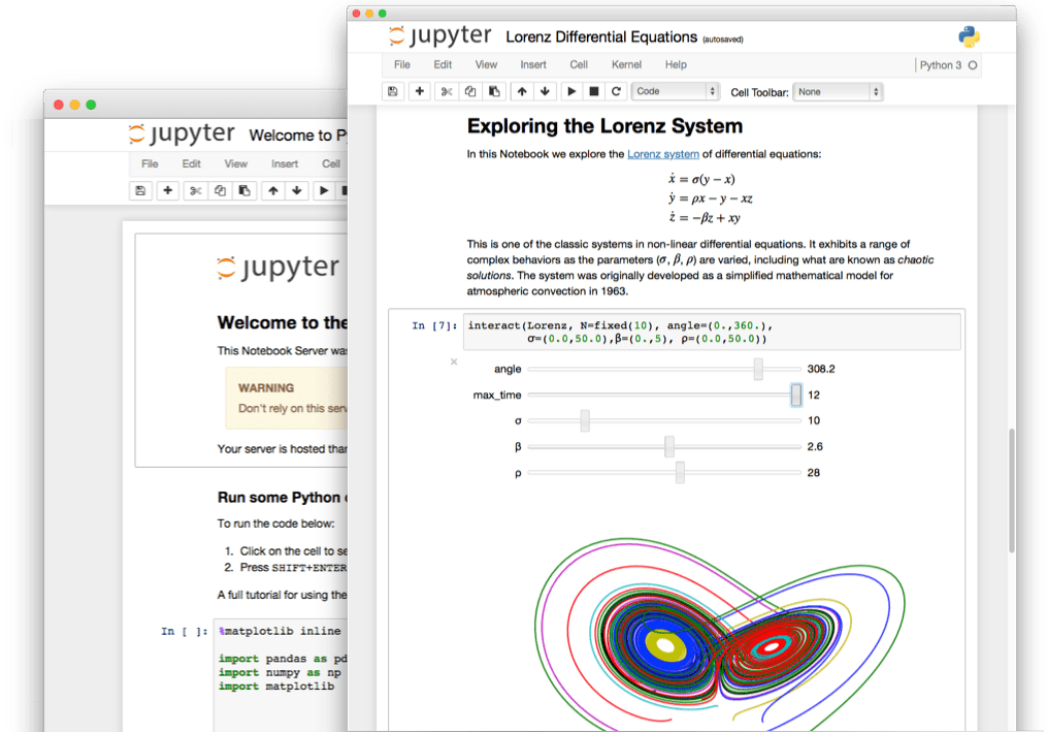 jupyter Lorenz Differential Equations (autosaved)
File Edit View Insert Cell Kernel Help Python 3
Code Cell Toolbar: None
Exploring the Lorenz System
In this Notebook we explore the Lorenz system of differential equations:
ẋ = σ(y − x)
ẏ = ρx − y − xz
ż = −βz + xy
This is one of the classic systems in non-linear differential equations. It exhibits a range of
complex behaviors as the parameters (σ, β, ρ) are varied, including what are known as chaotic
solutions. The system was originally developed as a simplified mathematical model for
atmospheric convection in 1963.
In [7]: interact(Lorenz, N=fixed(10), angle=(0.,360.),
σ=(0.0,50.0),β=(0.,5), ρ=(0.0,50.0))
angle 308.2
max_time 12
σ 10
β 2.6
ρ 28
jupyter Welcome to P
File Edit View Insert Cell
jupyter
Welcome to the
This Notebook Server was
WARNING
Don't rely on this
Your server is hosted
Run some Python
To run the code below:
1. Click on the cell to
2. Press SHIFT+ENTER
A full tutorial for using the
In [ ]: %matplotlib inline
import pandas as pd
import numpy as np
import matplotlib